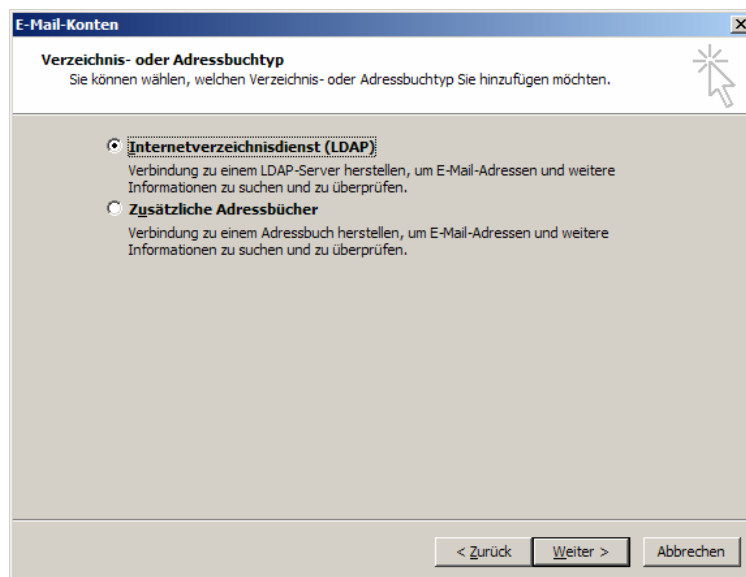 E-Mail-Konten
Verzeichnis- oder Adressbuchtyp
Sie können wählen, welchen Verzeichnis- oder Adressbuchtyp Sie hinzufügen möchten.
Internetverzeichnisdienst (LDAP)
Verbindung zu einem LDAP-Server herstellen, um E-Mail-Adressen und weitere
Informationen zu suchen und zu überprüfen.
Zusätzliche Adressbücher
Verbindung zu einem Adressbuch herstellen, um E-Mail-Adressen und weitere
Informationen zu suchen und zu überprüfen.
< Zurück Weiter > Abbrechen